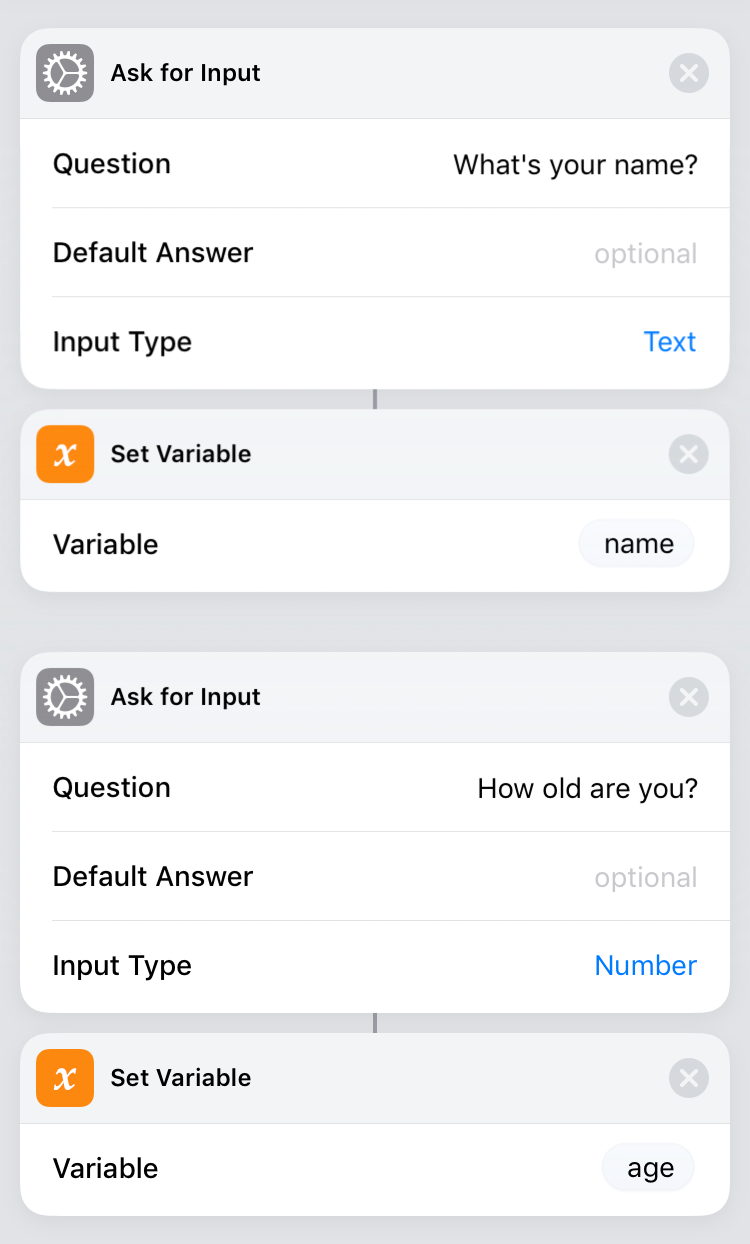 Ask for Input
Question What's your name?
Default Answer optional
Input Type Text
x Set Variable
Variable name
Ask for Input
Question How old are you?
Default Answer optional
Input Type Number
x Set Variable
Variable age